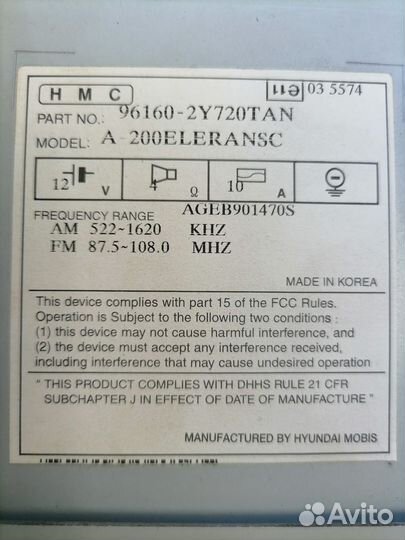 HMC e11 03 5574
PART NO.: 96160-2Y720TAN
MODEL: A-200ELERANSC
12 V 4 Ω 10 A
AGEB901470S
FREQUENCY RANGE
AM 522~1620 KHZ
FM 87.5~108.0 MHZ
MADE IN KOREA
This device complies with part 15 of the FCC Rules.
Operation is Subject to the following two conditions :
(1) this device may not cause harmful interference, and
(2) the device must accept any interference received,
including interference that may cause undesired operation
" THIS PRODUCT COMPLIES WITH DHHS RULE 21 CFR
SUBCHAPTER J IN EFFECT OF DATE OF MANUFACTURE "
MANUFACTURED BY HYUNDAI MOBIS
Avito